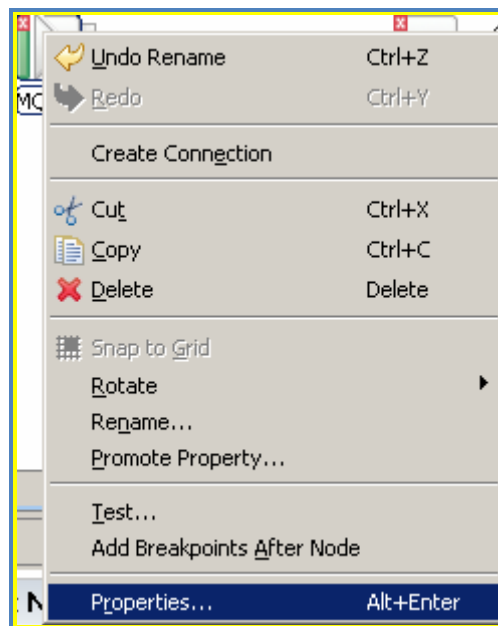 Undo Rename Ctrl+Z
MQ Redo Ctrl+Y
Create Connection
Cut Ctrl+X
Copy Ctrl+C
Delete Delete
Snap to Grid
Rotate
Rename...
Promote Property...
Test...
Add Breakpoints After Node
Properties... Alt+Enter